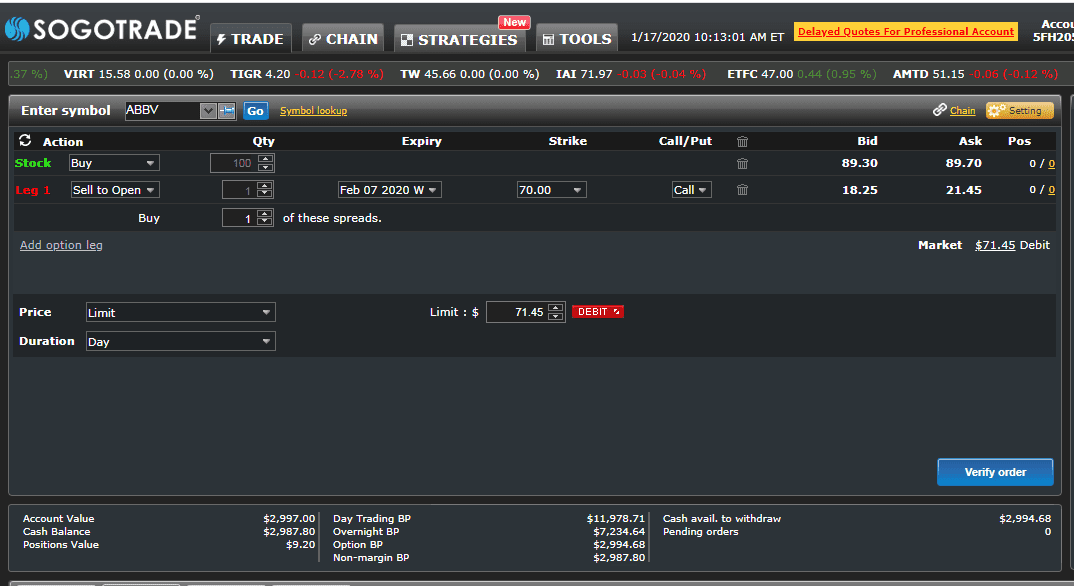 SOGOTRADE® TRADE CHAIN STRATEGIES New TOOLS 1/17/2020 10:13:01 AM ET Delayed Quotes For Professional Account
.37 %) VIRT 15.58 0.00 (0.00 %) TIGR 4.20 -0.12 (-2.78 %) TW 45.66 0.00 (0.00 %) IAI 71.97 -0.03 (-0.04 %) ETFC 47.00 0.44 (0.95 %) AMTD 51.15 -0.06 (-0.12 %)
Enter symbol ABBV Go Symbol lookup Chain Setting
Action Qty Expiry Strike Call/Put Bid Ask Pos
Stock Buy 100 89.30 89.70 0 / 0
Leg 1 Sell to Open 1 Feb 07 2020 W 70.00 Call 18.25 21.45 0 / 0
Buy 1 of these spreads.
Add option leg Market $71.45 Debit
Price Limit Limit : $ 71.45 DEBIT
Duration Day
Verify order
Account Value $2,997.00 Day Trading BP $11,978.71 Cash avail. to withdraw $2,994.68
Cash Balance $2,987.80 Overnight BP $7,234.64 Pending orders 0
Positions Value $9.20 Option BP $2,994.68
Non-margin BP $2,987.80